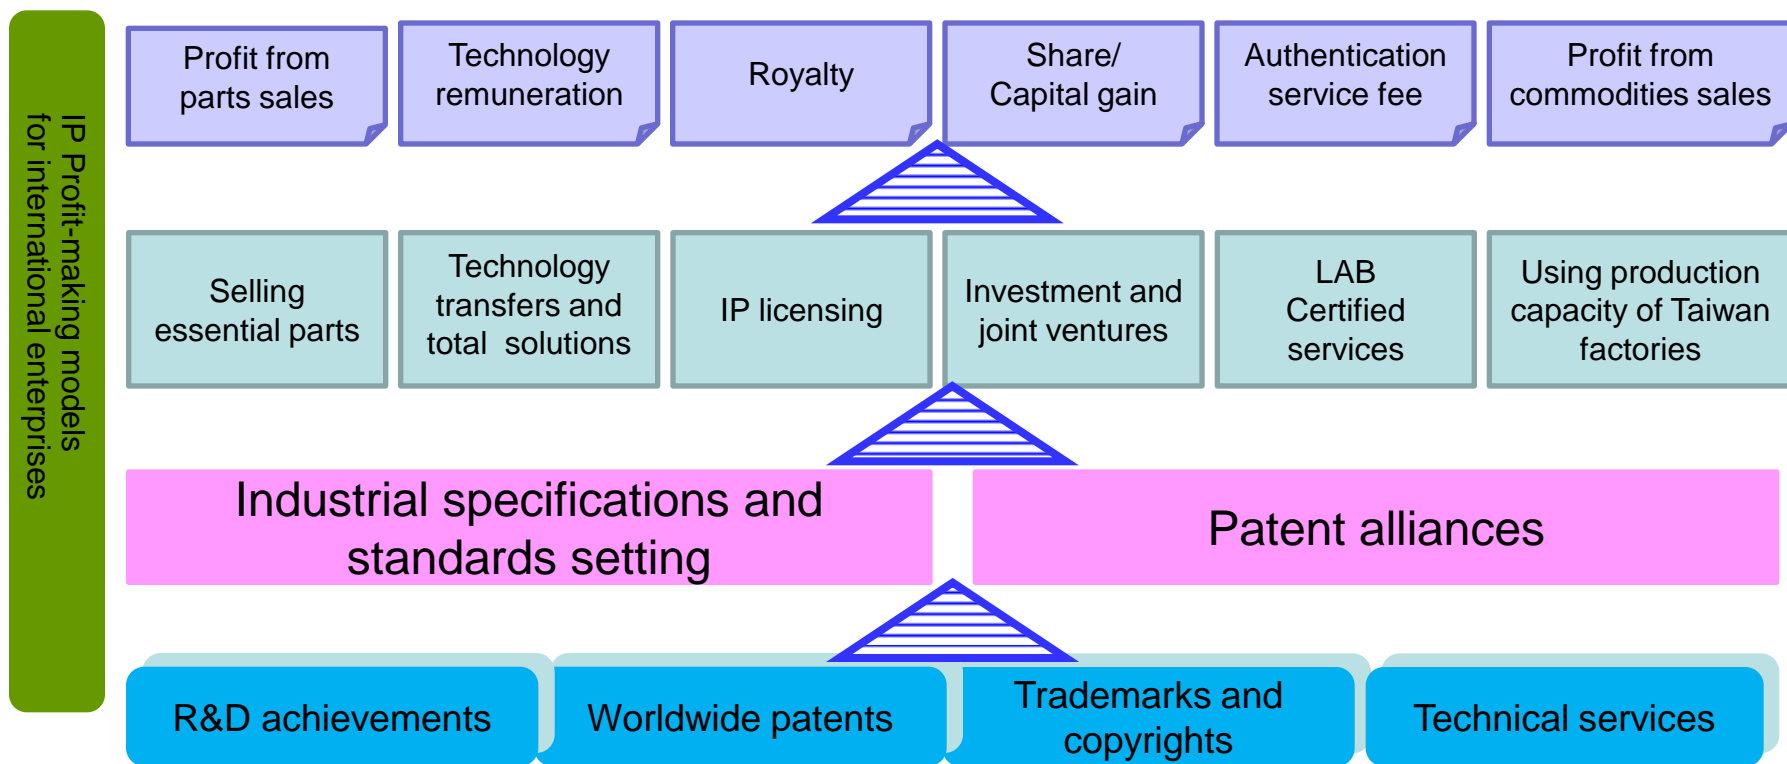 IP Profit-making models
for international enterprises
Profit from
parts sales
Technology
remuneration
Royalty
Share/
Capital gain
Authentication
service fee
Profit from
commodities sales
Selling
essential parts
Technology
transfers and
total solutions
IP licensing
Investment and
joint ventures
LAB
Certified
services
Using production
capacity of Taiwan
factories
Industrial specifications and
standards setting
Patent alliances
R&D achievements
Worldwide patents
Trademarks and
copyrights
Technical services